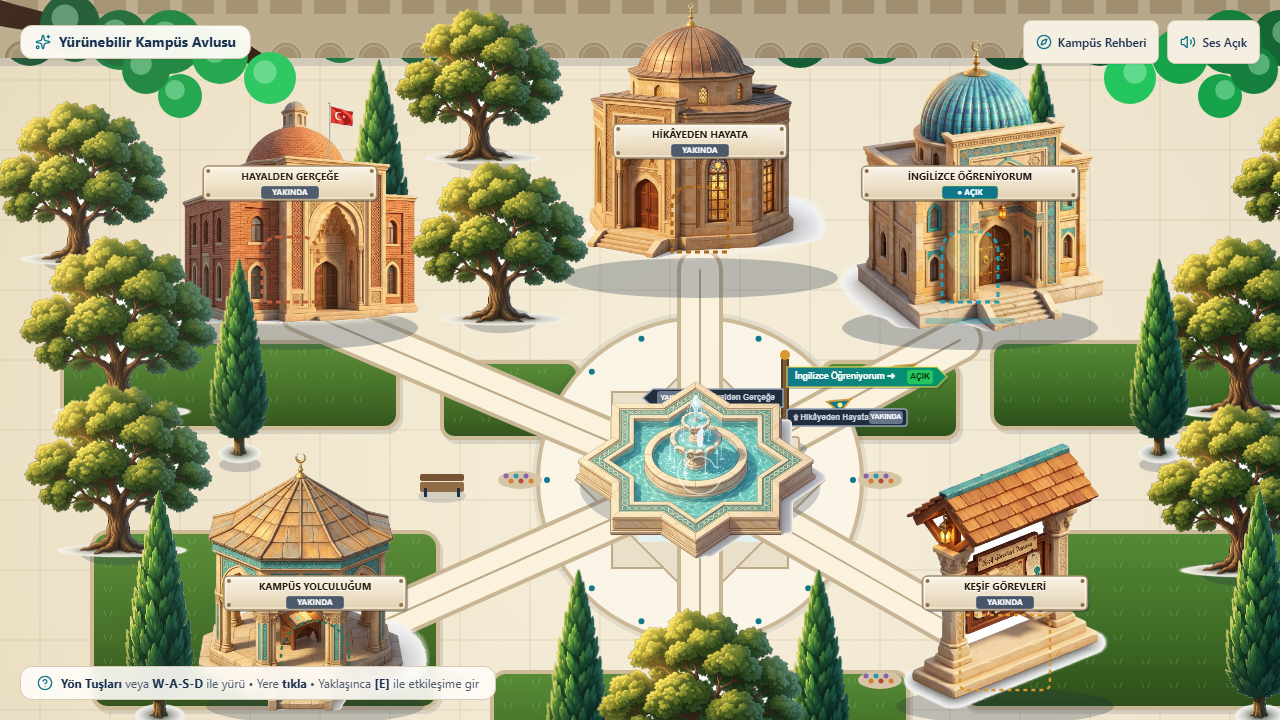 Yürünebilir Kampüs Avlusu
Kampüs Rehberi
Ses Açık
HİKÂYEDEN HAYATA
YAKINDA
HAYALDEN GERÇEĞE
YAKINDA
İNGİLİZCE ÖĞRENİYORUM
• AÇIK
İngilizce Öğreniyorum ➔ AÇIK
Gerçeğe
Hikâyeden Hayata YAKINDA
KAMPÜS YOLCULUĞUM
YAKINDA
KEŞİF GÖREVLERİ
YAKINDA
Yön Tuşları veya W-A-S-D ile yürü • Yere tıkla • Yaklaşınca [E] ile etkileşime gir